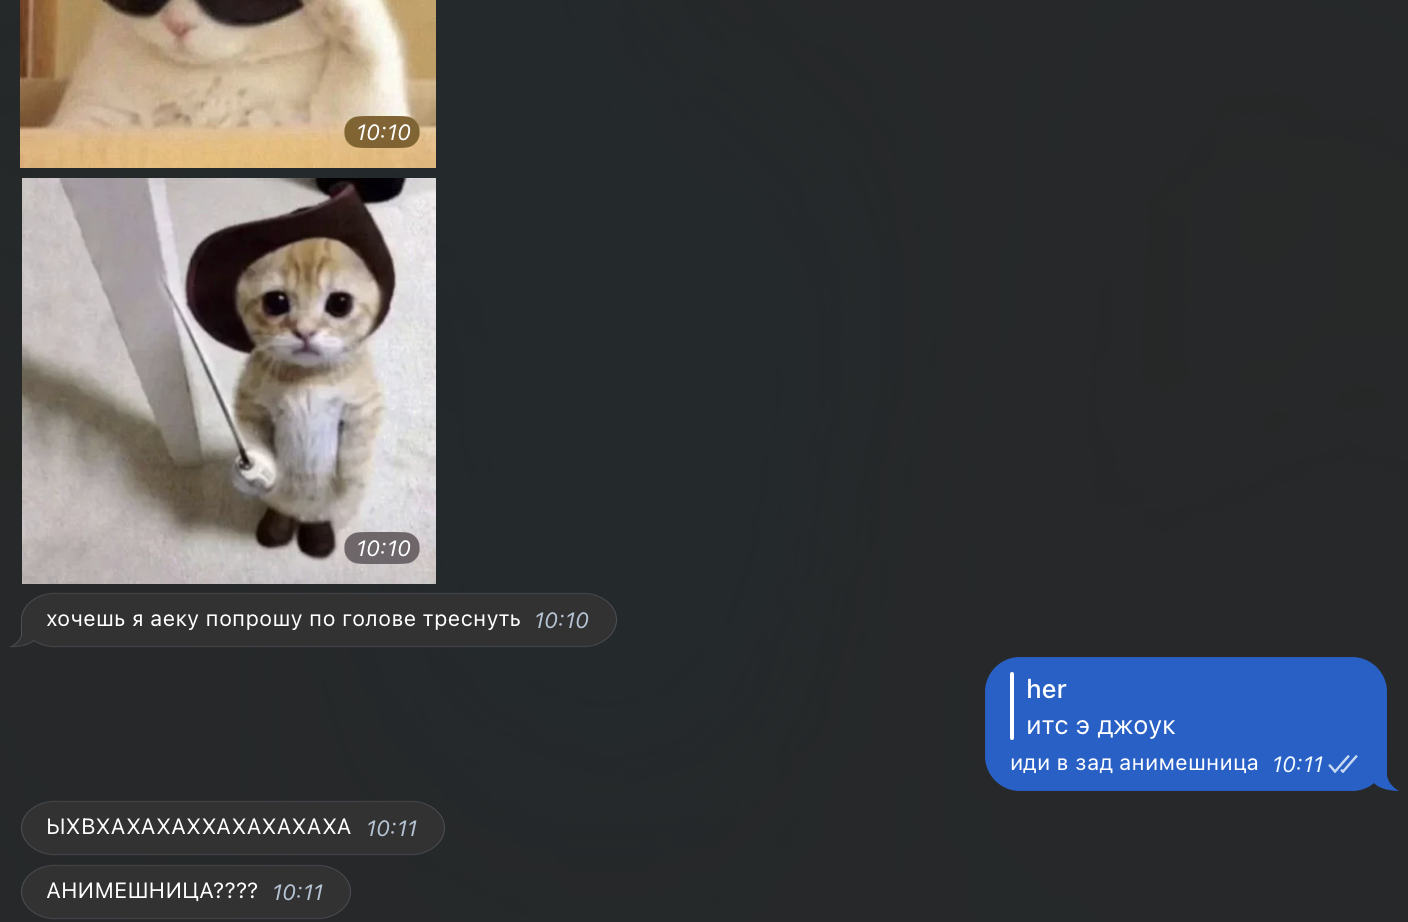 10:10
10:10
хочешь я аеку попрошу по голове треснуть 10:10
her
итс э джоук
иди в зад анимешница 10:11
ЫХВХАХАХАХХАХАХАХАХА 10:11
АНИМЕШНИЦА???? 10:11